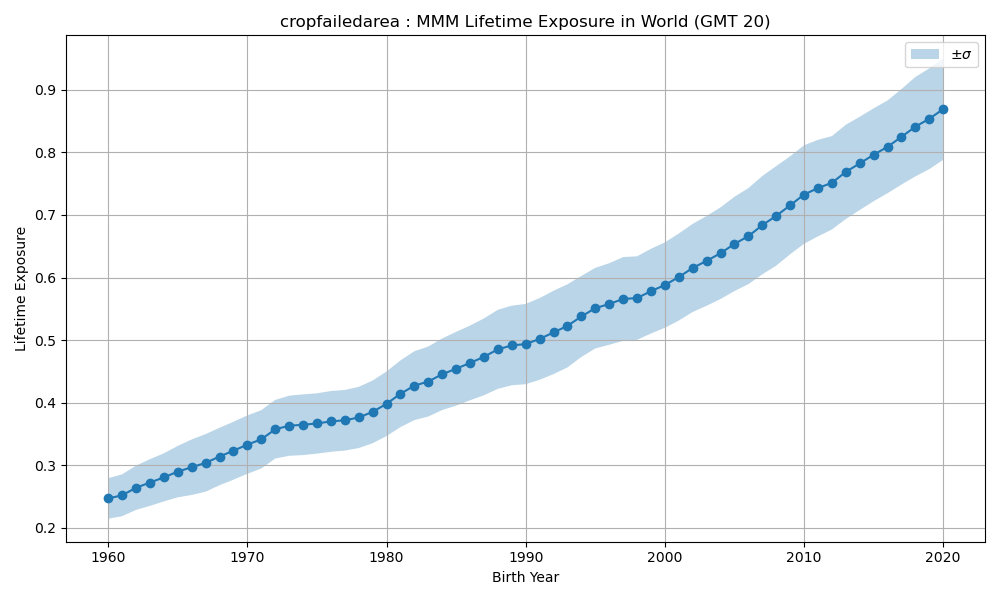 cropfailedarea : MMM Lifetime Exposure in World (GMT 20)
±σ
Lifetime Exposure
0.9
0.8
0.7
0.6
0.5
0.4
0.3
0.2
1960 1970 1980 1990 2000 2010 2020
Birth Year